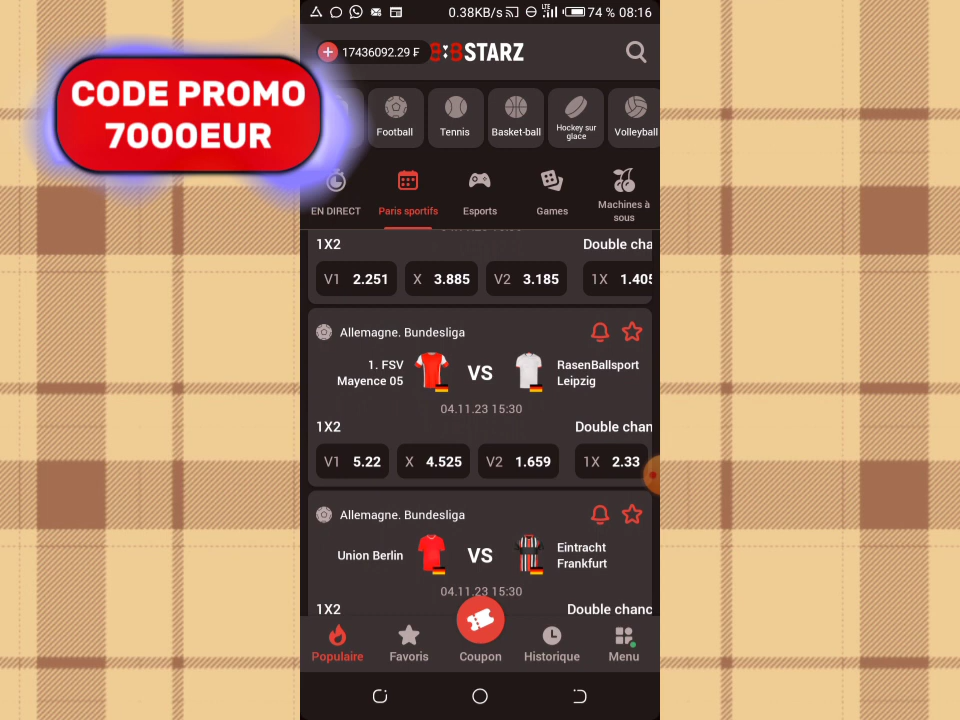 0.38KB/s LTE 74 % 08:16
17436092.29 ₣
STARZ
CODE PROMO
7000EUR
Football
Tennis
Basket-ball
Hockey sur
glace
Volleyball
EN DIRECT
Paris sportifs
Esports
Games
Machines à
sous
1X2 Double cha
V1 2.251 X 3.885 V2 3.185 1X 1.405
Allemagne. Bundesliga
1. FSV
Mayence 05
VS
RasenBallsport
Leipzig
04.11.23 15:30
1X2 Double chan
V1 5.22 X 4.525 V2 1.659 1X 2.33
Allemagne. Bundesliga
Union Berlin
VS
Eintracht
Frankfurt
04.11.23 15:30
1X2 Double chanc
Populaire
Favoris
Coupon
Historique
Menu